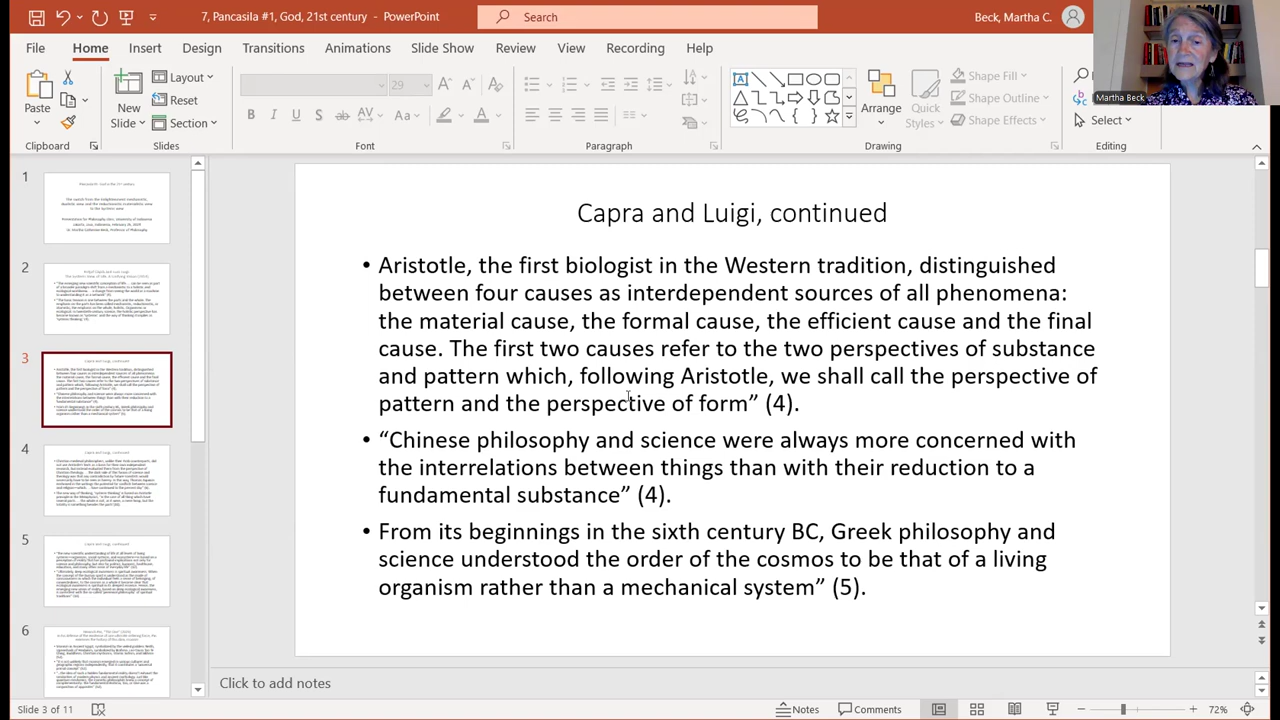 7, Pancasila #1, God, 21st century - PowerPoint
Search
Beck, Martha C.
File Home Insert Design Transitions Animations Slide Show Review View Recording Help
Paste
New
Slide
Layout
Reset
Section
29
B I U ab
Aa
Arrange
Quick
Styles
Shape Fill
Shape Outline
Shape Effects
Select
Martha Beck
Clipboard Slides Font Paragraph Drawing Editing
1
2
3
4
5
6
Capra and Luigi, continued
• Aristotle, the first biologist in the Western tradition, distinguished
between four causes as interdependent sources of all phenomena:
the material cause, the formal cause, the efficient cause and the final
cause. The first two causes refer to the two perspectives of substance
and pattern which, following Aristotle, we shall call the perspective of
pattern and the perspective of form” (4).
• “Chinese philosophy and science were always more concerned with
the interrelations between things than with their reduction to a
fundamental substance” (4).
• From its beginnings in the sixth century BC, Greek philosophy and
science understood the order of the cosmos to be that of a living
organism rather than a mechanical system” (5).
Click to add notes
Slide 3 of 11
Notes
Comments
72%